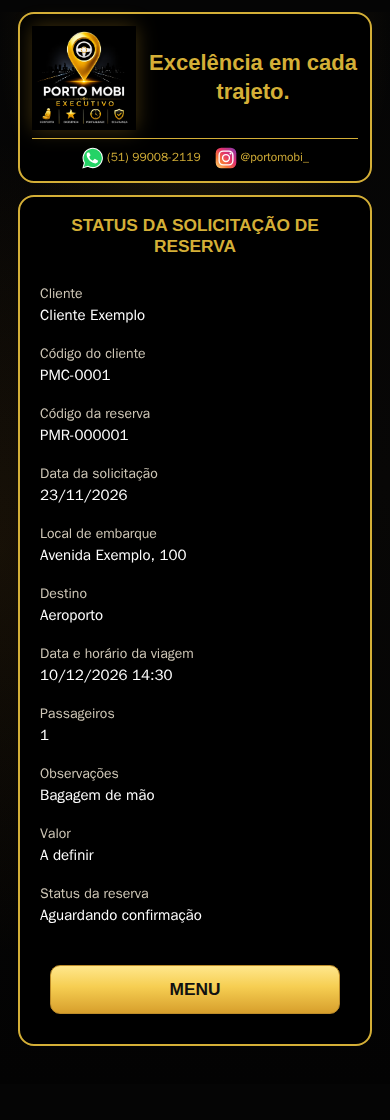 PORTO MOBI
EXECUTIVO
Excelência em cada
trajeto.
(51) 99008-2119 @portomobi_
STATUS DA SOLICITAÇÃO DE
RESERVA
Cliente
Cliente Exemplo
Código do cliente
PMC-0001
Código da reserva
PMR-000001
Data da solicitação
23/11/2026
Local de embarque
Avenida Exemplo, 100
Destino
Aeroporto
Data e horário da viagem
10/12/2026 14:30
Passageiros
1
Observações
Bagagem de mão
Valor
A definir
Status da reserva
Aguardando confirmação
MENU